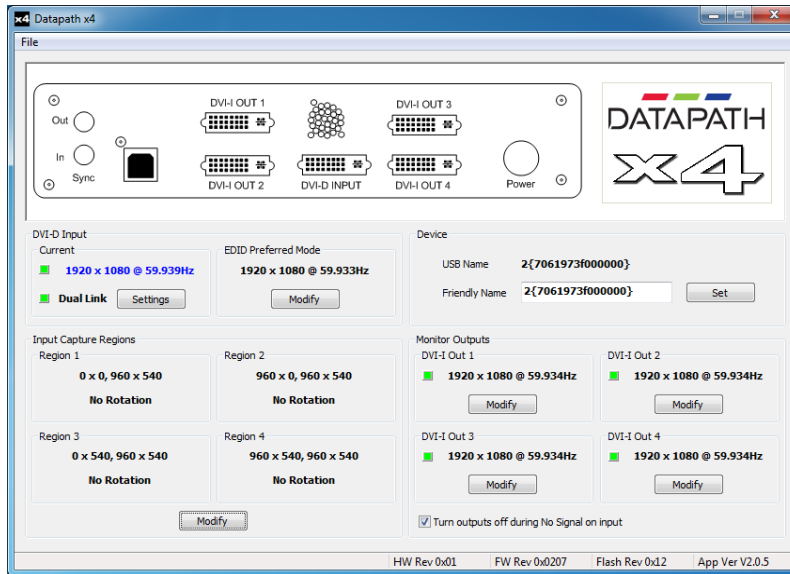 x4 Datapath x4
File
DVI-I OUT 1
DVI-I OUT 3
Out
In
Sync
DVI-I OUT 2
DVI-D INPUT
DVI-I OUT 4
Power
DATAPATH
x4
DVI-D Input
Current
EDID Preferred Mode
1920 x 1080 @ 59.939Hz
1920 x 1080 @ 59.933Hz
Dual Link
Settings
Modify
Device
USB Name
2{7061973f000000}
Friendly Name
2{7061973f000000}
Set
Input Capture Regions
Region 1
Region 2
0 x 0, 960 x 540
960 x 0, 960 x 540
No Rotation
No Rotation
Region 3
Region 4
0 x 540, 960 x 540
960 x 540, 960 x 540
No Rotation
No Rotation
Modify
Monitor Outputs
DVI-I Out 1
DVI-I Out 2
1920 x 1080 @ 59.934Hz
1920 x 1080 @ 59.934Hz
Modify
Modify
DVI-I Out 3
DVI-I Out 4
1920 x 1080 @ 59.934Hz
1920 x 1080 @ 59.934Hz
Modify
Modify
Turn outputs off during No Signal on input
HW Rev 0x01
FW Rev 0x0207
Flash Rev 0x12
App Ver V2.0.5